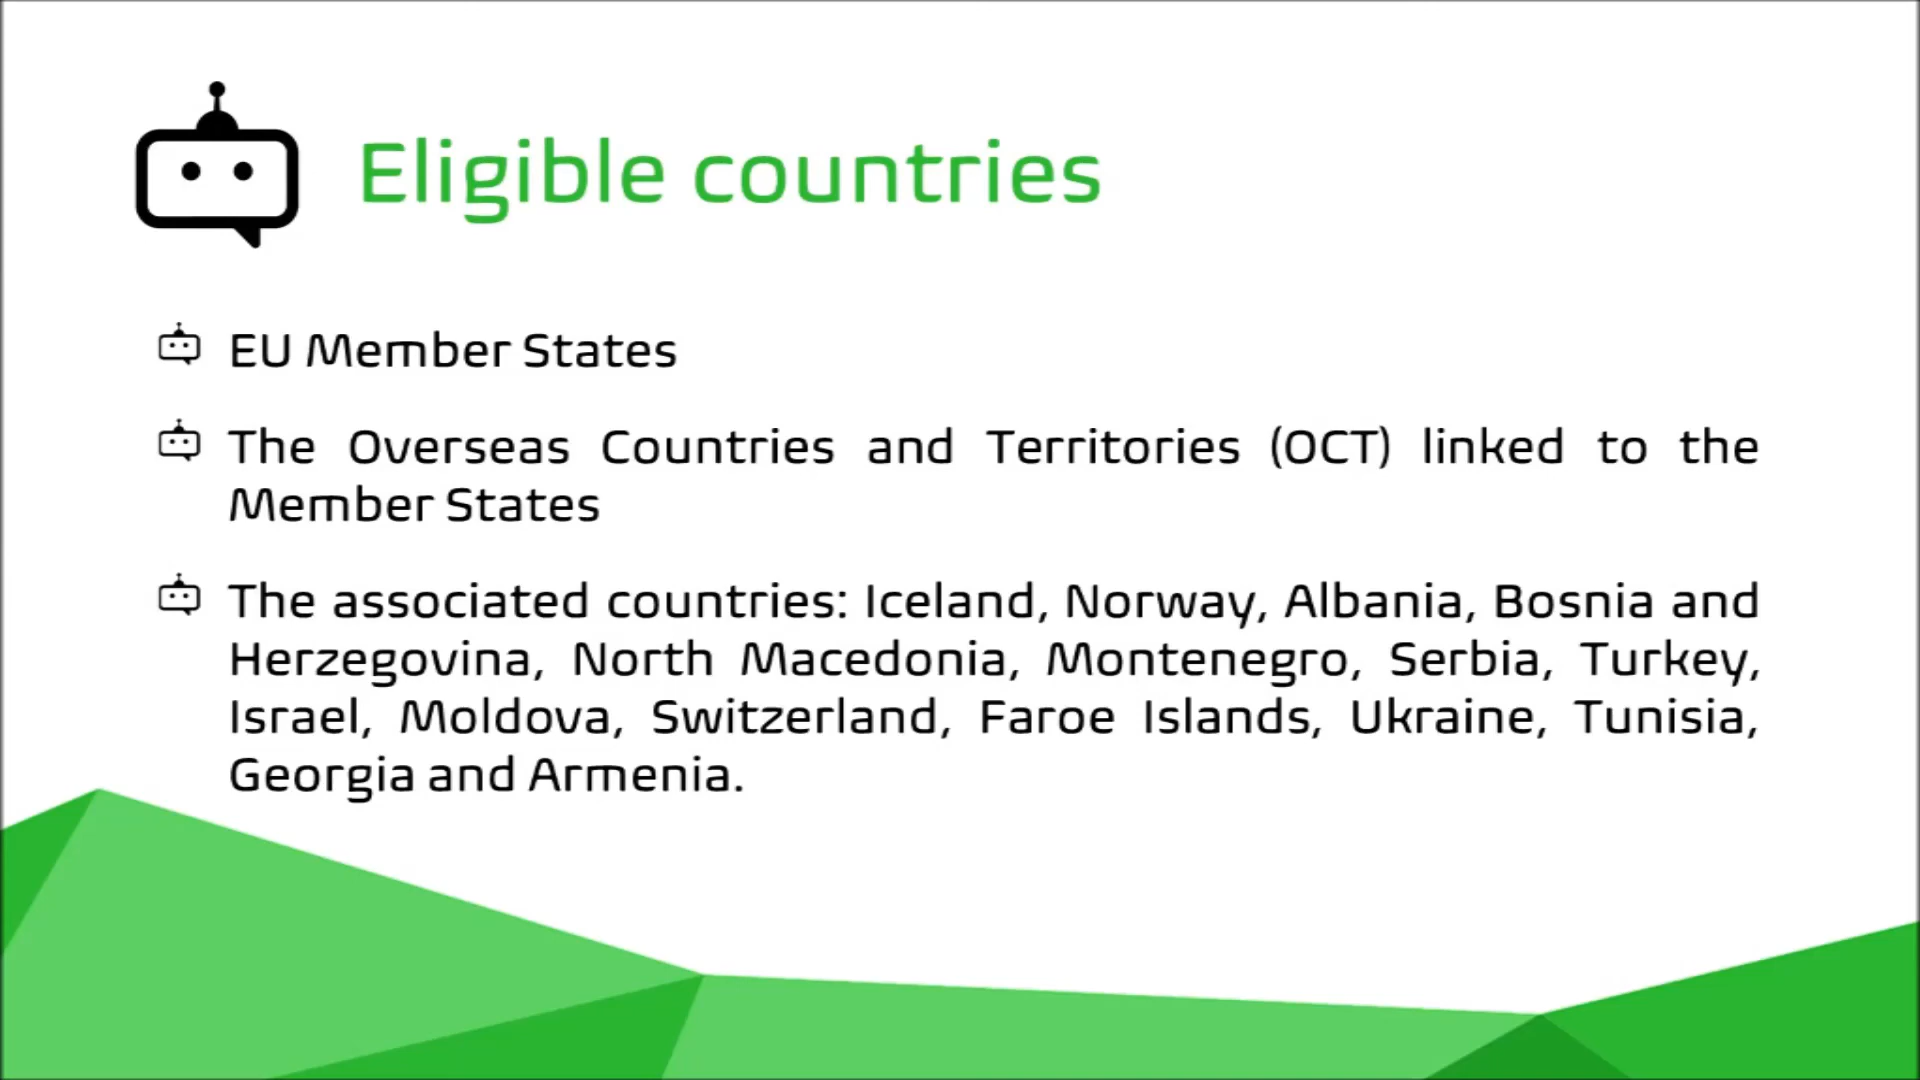 Eligible countries
EU Member States
The Overseas Countries and Territories (OCT) linked to the
Member States
The associated countries: Iceland, Norway, Albania, Bosnia and
Herzegovina, North Macedonia, Montenegro, Serbia, Turkey,
Israel, Moldova, Switzerland, Faroe Islands, Ukraine, Tunisia,
Georgia and Armenia.